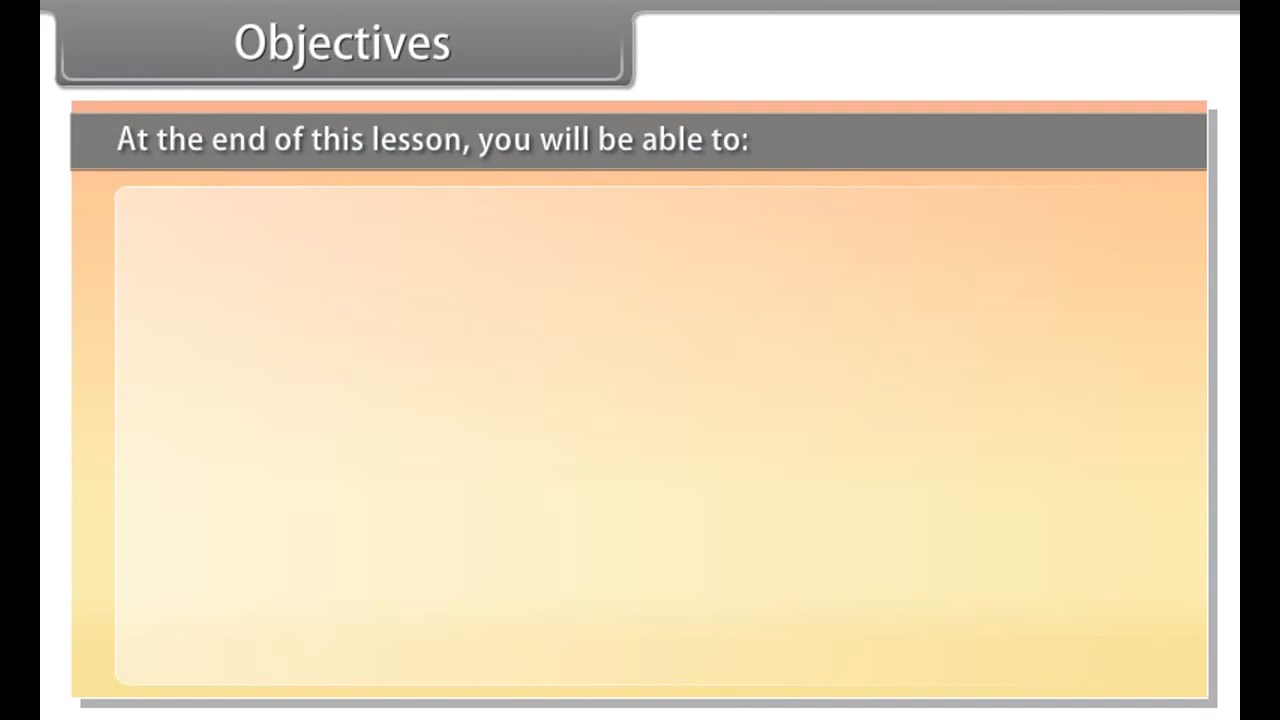 Objectives
At the end of this lesson, you will be able to: